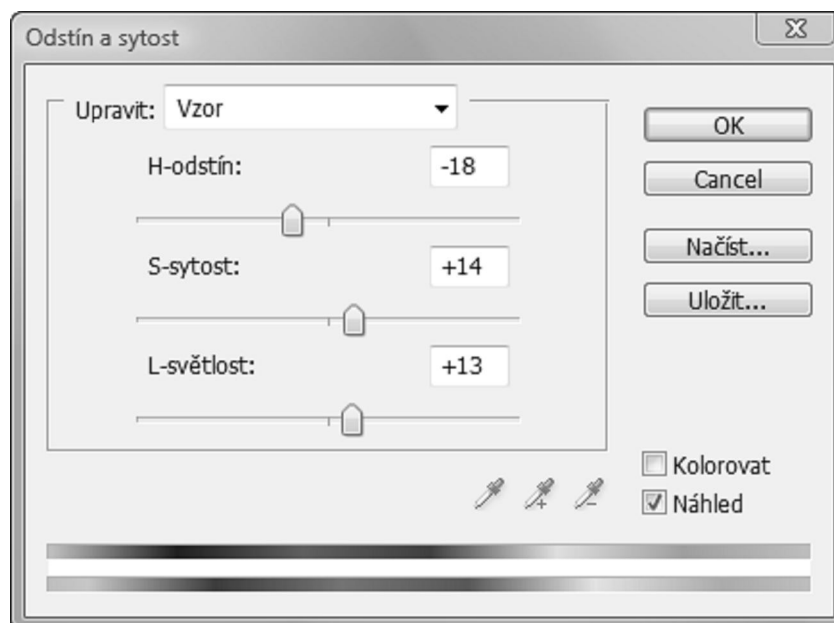 Odstín a sytost
Upravit: Vzor
OK
H-odstín: -18
Cancel
S-sytost: +14
Načíst...
Uložit...
L-světlost: +13
Kolorovat
Náhled